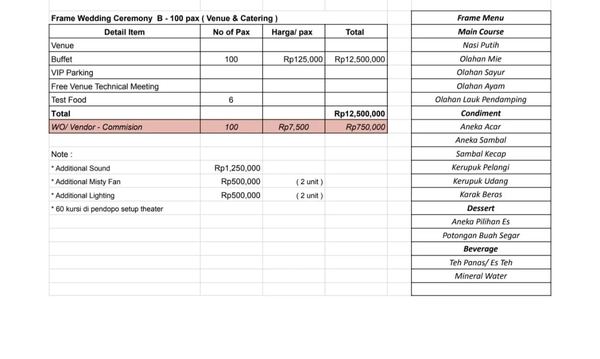 Frame Wedding Ceremony B - 100 pax ( Venue & Catering )
Detail Item No of Pax Harga/ pax Total
Venue
Buffet 100 Rp125,000 Rp12,500,000
VIP Parking
Free Venue Technical Meeting
Test Food 6
Total Rp12,500,000
WO/ Vendor - Commision 100 Rp7,500 Rp750,000
Note :
* Additional Sound Rp1,250,000
* Additional Misty Fan Rp500,000 ( 2 unit )
* Additional Lighting Rp500,000 ( 2 unit )
* 60 kursi di pendopo setup theater
Frame Menu
Main Course
Nasi Putih
Olahan Mie
Olahan Sayur
Olahan Ayam
Olahan Lauk Pendamping
Condiment
Aneka Acar
Aneka Sambal
Sambal Kecap
Kerupuk Pelangi
Kerupuk Udang
Karak Beras
Dessert
Aneka Pilihan Es
Potongan Buah Segar
Beverage
Teh Panas/ Es Teh
Mineral Water